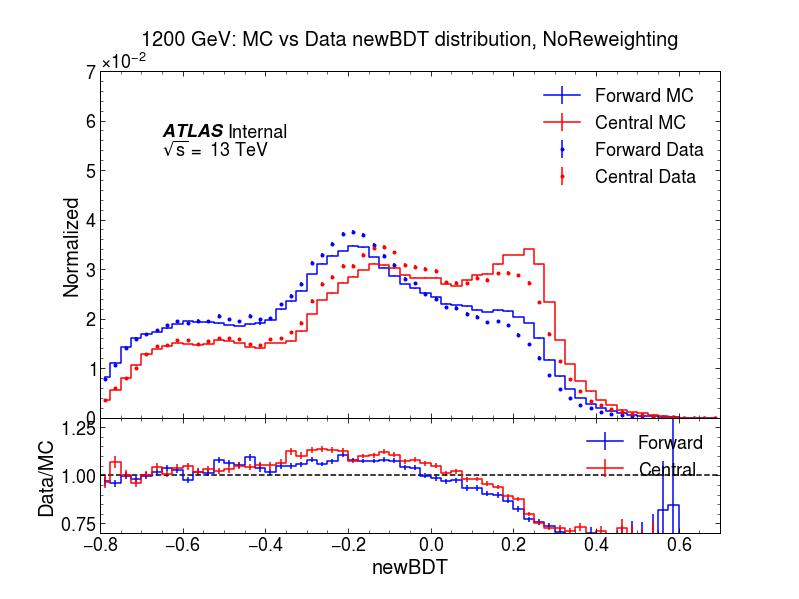 1200 GeV: MC vs Data newBDT distribution, NoReweighting
×10⁻²
7
6
5
4
3
2
1
0
Normalized
ATLAS Internal
√s = 13 TeV
Forward MC
Central MC
Forward Data
Central Data
1.25
1.00
0.75
Data/MC
Forward
Central
−0.8 −0.6 −0.4 −0.2 0.0 0.2 0.4 0.6
newBDT